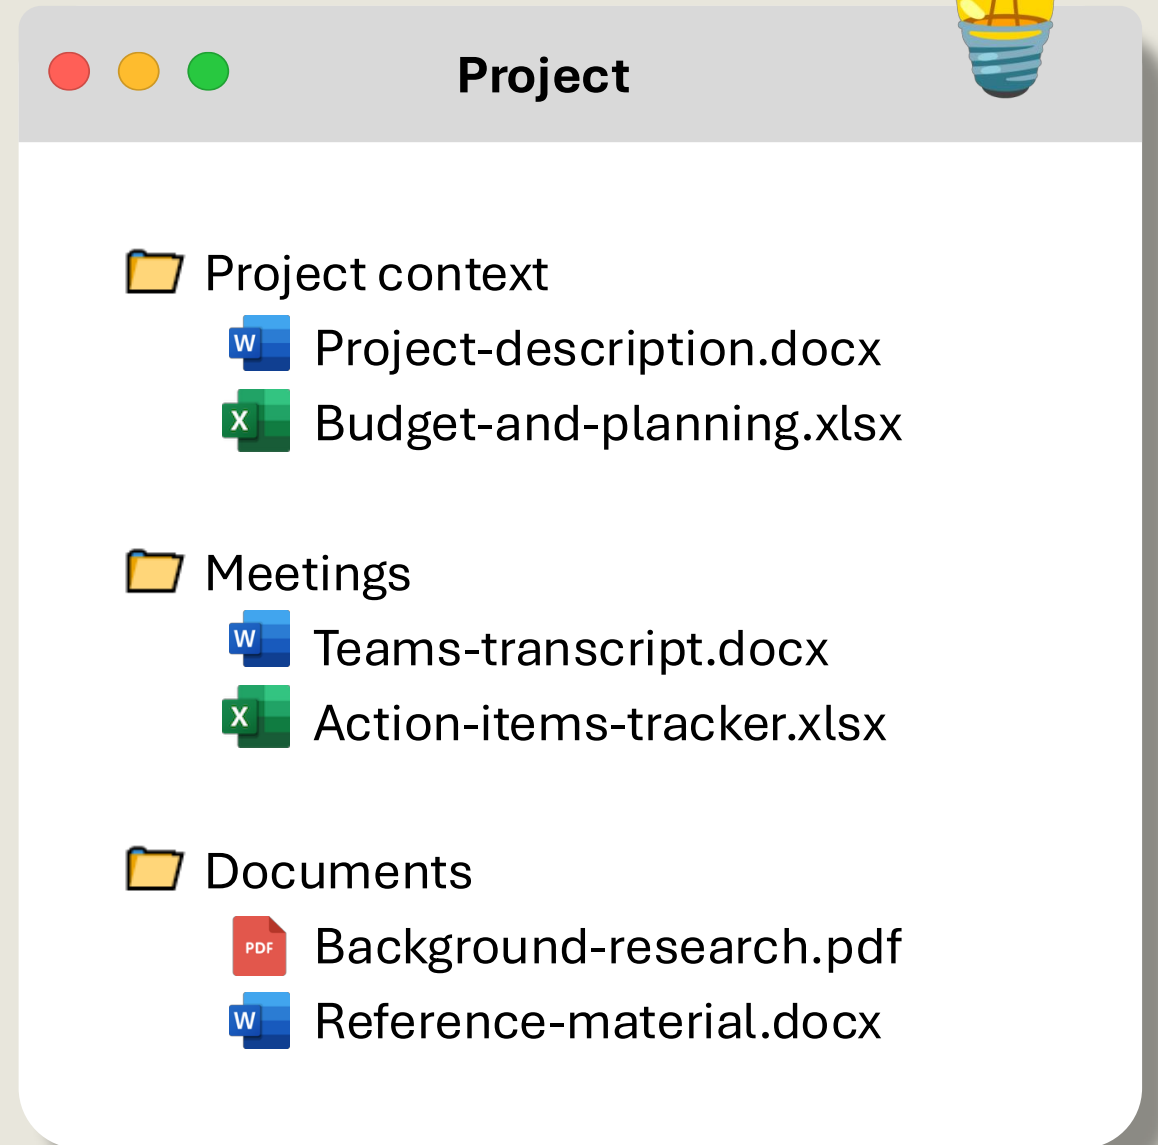 Project
Project context
W Project-description.docx
X Budget-and-planning.xlsx
Meetings
W Teams-transcript.docx
X Action-items-tracker.xlsx
Documents
PDF Background-research.pdf
W Reference-material.docx